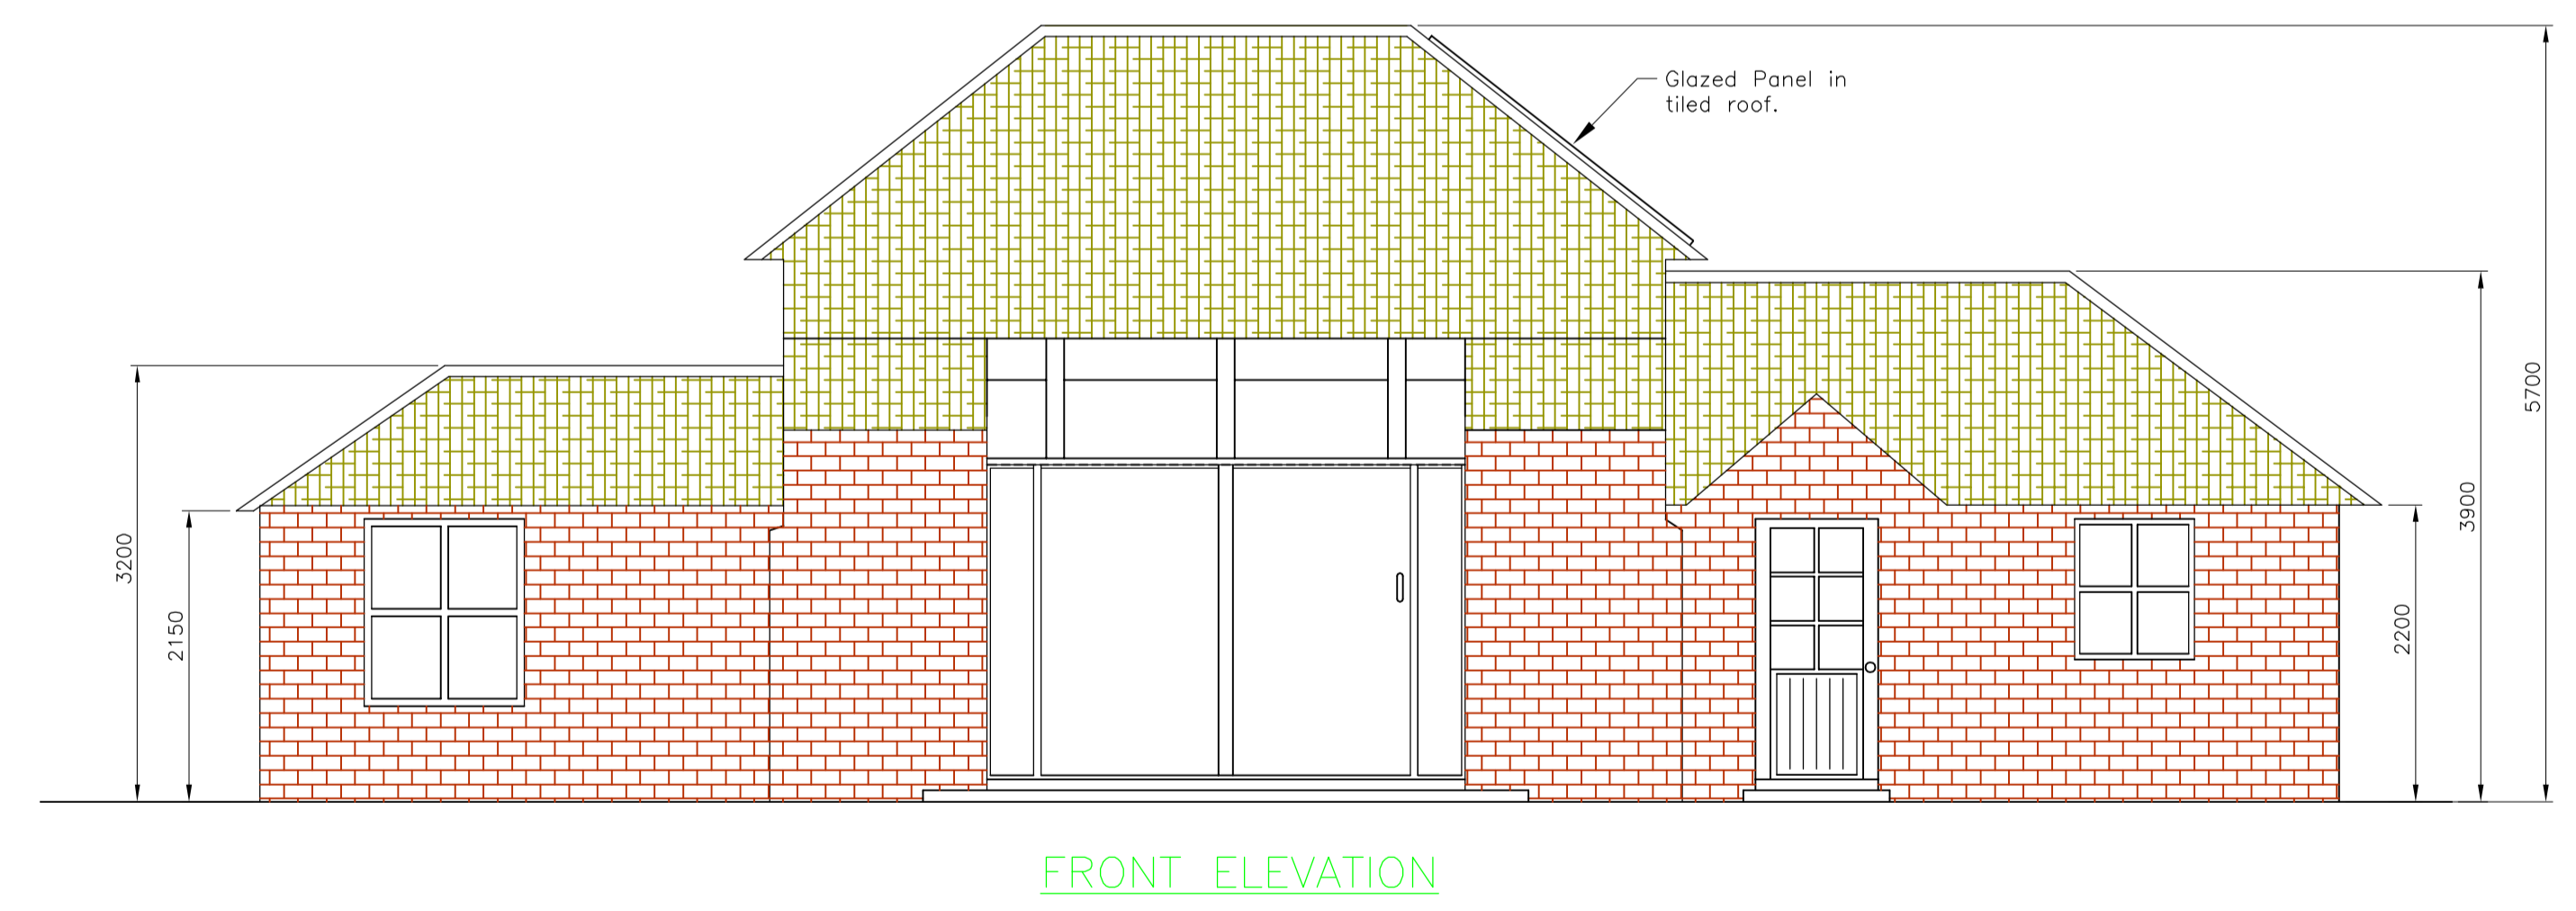 Glazed Panel in
tiled roof.
3200
2150
2200
3900
5700
FRONT ELEVATION